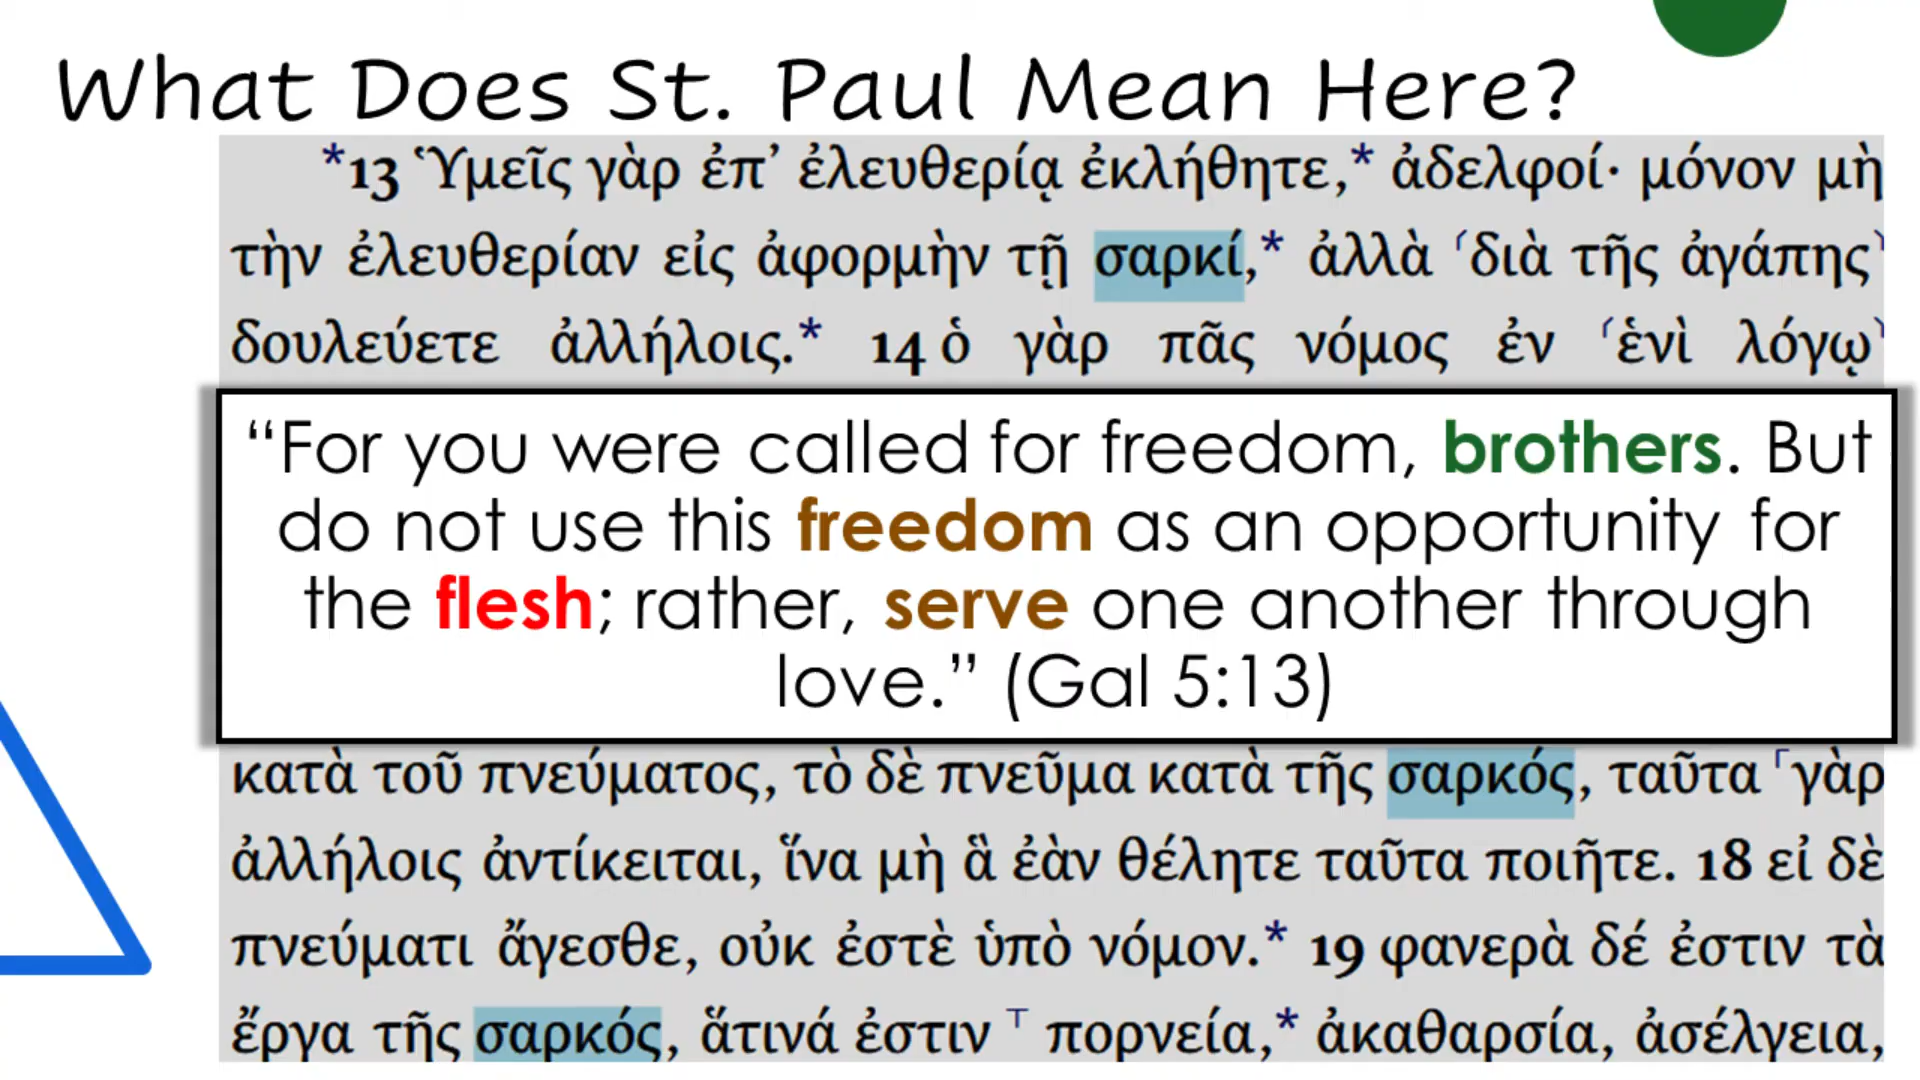 What Does St. Paul Mean Here?
*13 Ὑμεῖς γὰρ ἐπ’ ἐλευθερίᾳ ἐκλήθητε,* ἀδελφοί· μόνον μὴ
τὴν ἐλευθερίαν εἰς ἀφορμὴν τῇ σαρκί,* ἀλλὰ ⸂διὰ τῆς ἀγάπης⸃
δουλεύετε ἀλλήλοις.* 14 ὁ γὰρ πᾶς νόμος ἐν ⸂ἑνὶ λόγῳ⸃
“For you were called for freedom, brothers. But
do not use this freedom as an opportunity for
the flesh; rather, serve one another through
love.” (Gal 5:13)
κατὰ τοῦ πνεύματος, τὸ δὲ πνεῦμα κατὰ τῆς σαρκός, ταῦτα ⸀γὰρ
ἀλλήλοις ἀντίκειται, ἵνα μὴ ἃ ἐὰν θέλητε ταῦτα ποιῆτε. 18 εἰ δὲ
πνεύματι ἄγεσθε, οὐκ ἐστὲ ὑπὸ νόμον.* 19 φανερὰ δέ ἐστιν τὰ
ἔργα τῆς σαρκός, ἅτινά ἐστιν ⸆ πορνεία,* ἀκαθαρσία, ἀσέλγεια,